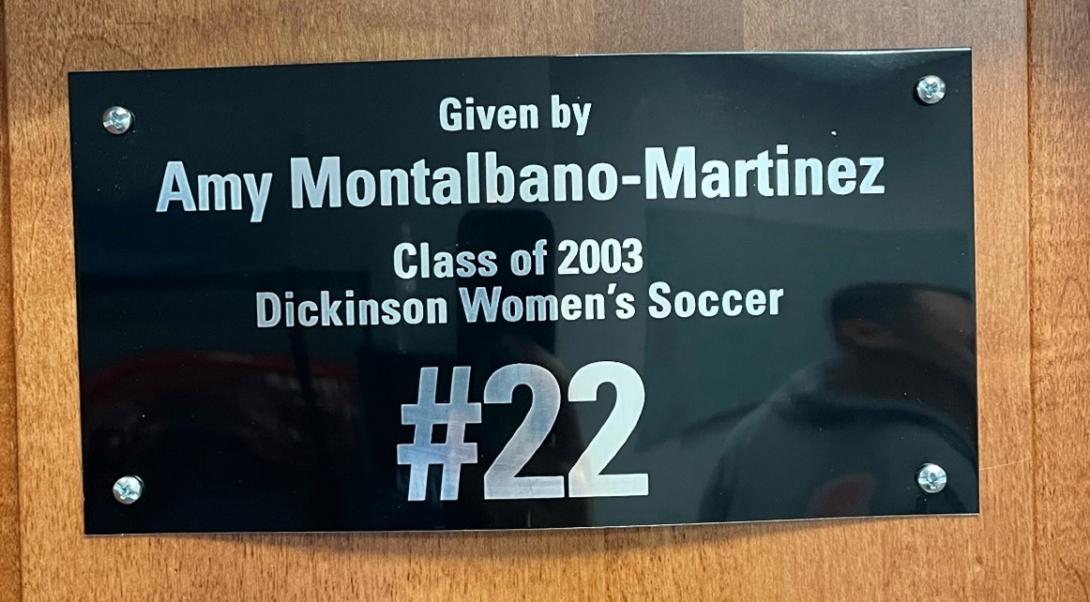 Given by
Amy Montalbano-Martinez
Class of 2003
Dickinson Women's Soccer
#22